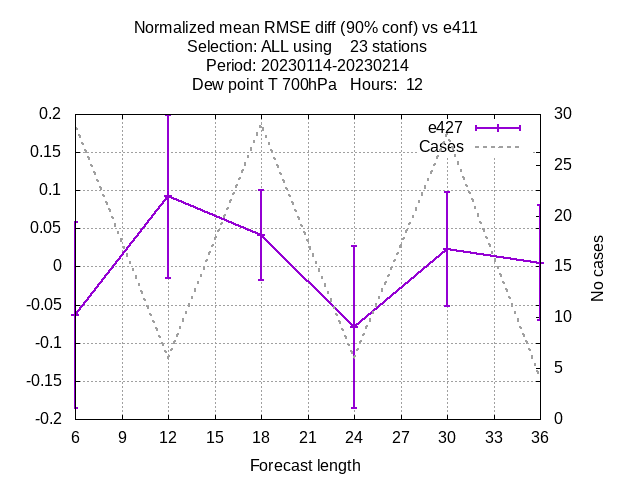 Normalized mean RMSE diff (90% conf) vs e411
Selection: ALL using    23 stations
Period: 20230114-20230214
Dew point T 700hPa   Hours:  12
e427
Cases
0.2
0.15
0.1
0.05
0
-0.05
-0.1
-0.15
-0.2
30
25
20
15
10
5
0
No cases
6 9 12 15 18 21 24 27 30 33 36
Forecast length